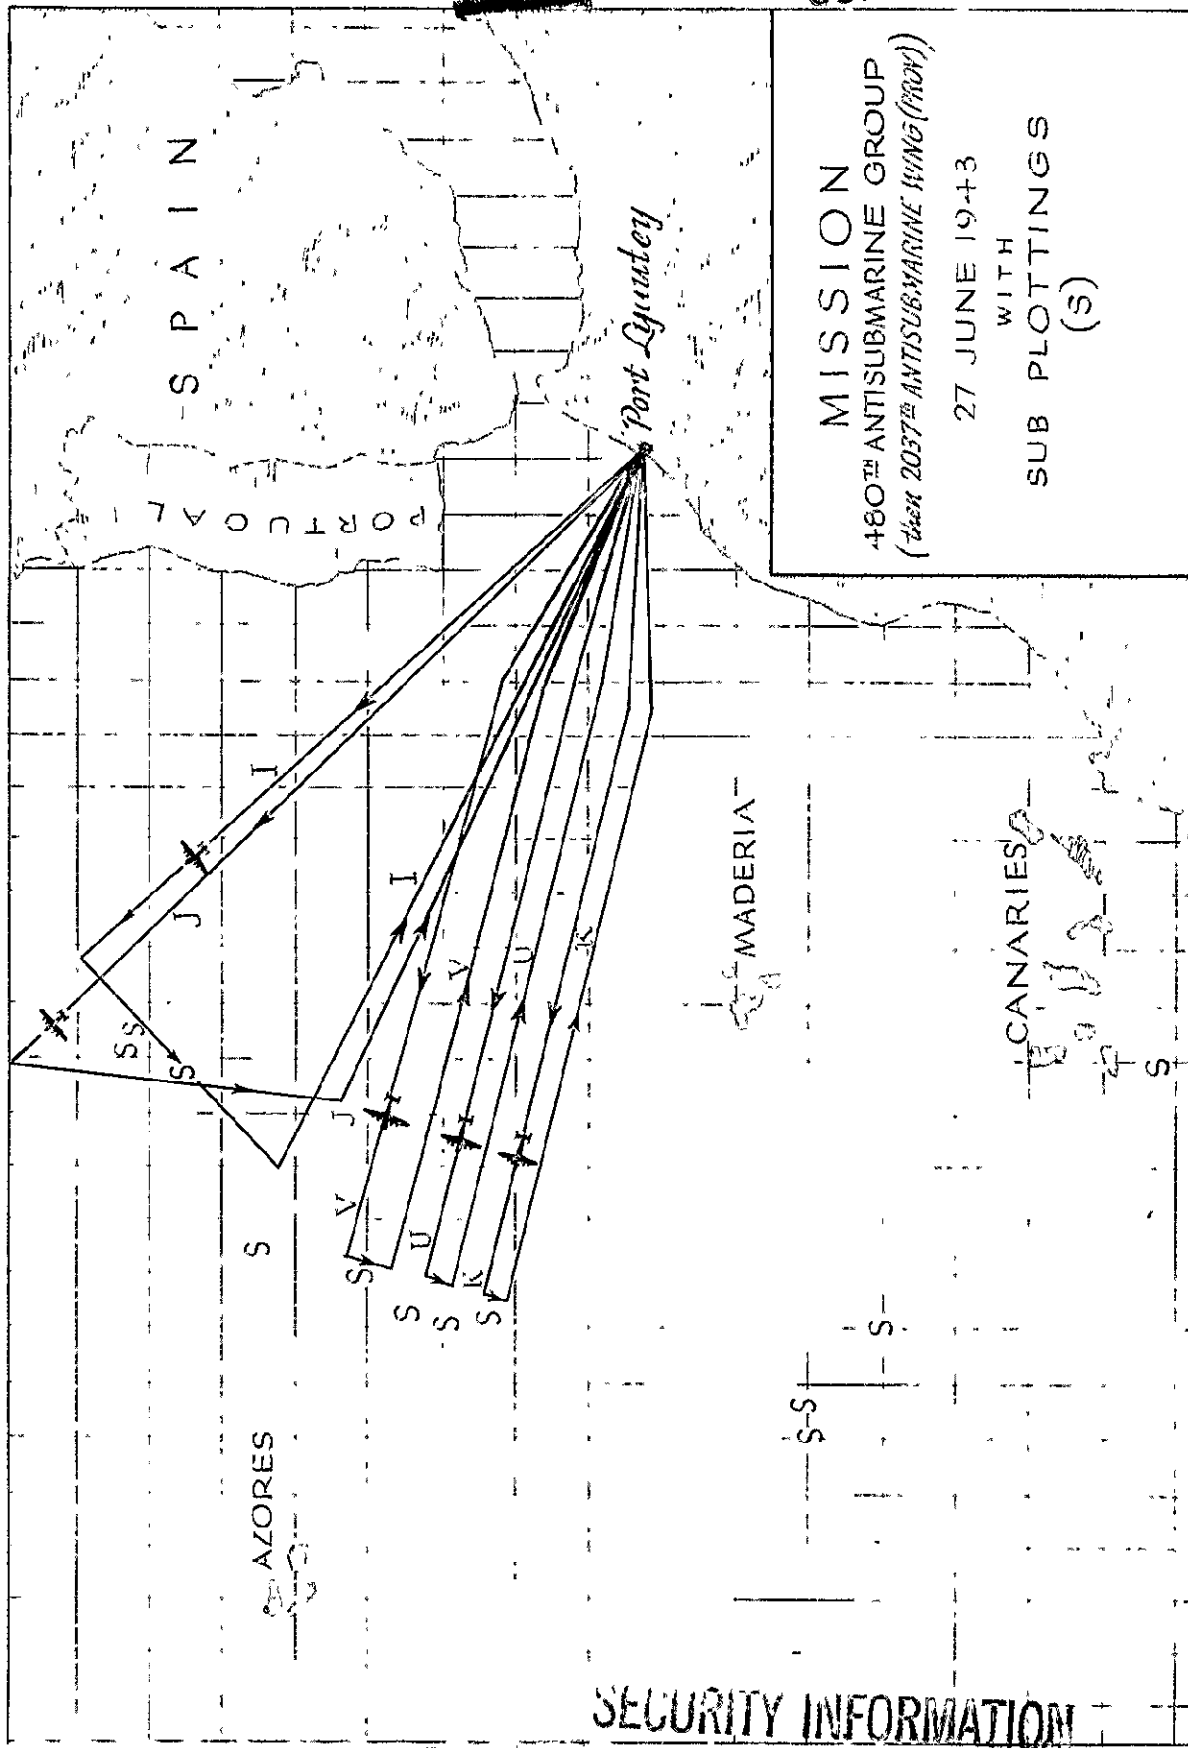 SPAIN
PORTUGAL
Port Lyautey
I
J
I
J
V
V
U
U
K
K
S
S
S
S
S
S
S
S
AZORES
MADERIA
CANARIES
S
S
S-S
MISSION
480TH ANTISUBMARINE GROUP
(then 2037TH ANTISUBMARINE WING (PROV))
27 JUNE 1943
WITH
SUB PLOTTINGS
(S)
SECURITY INFORMATION